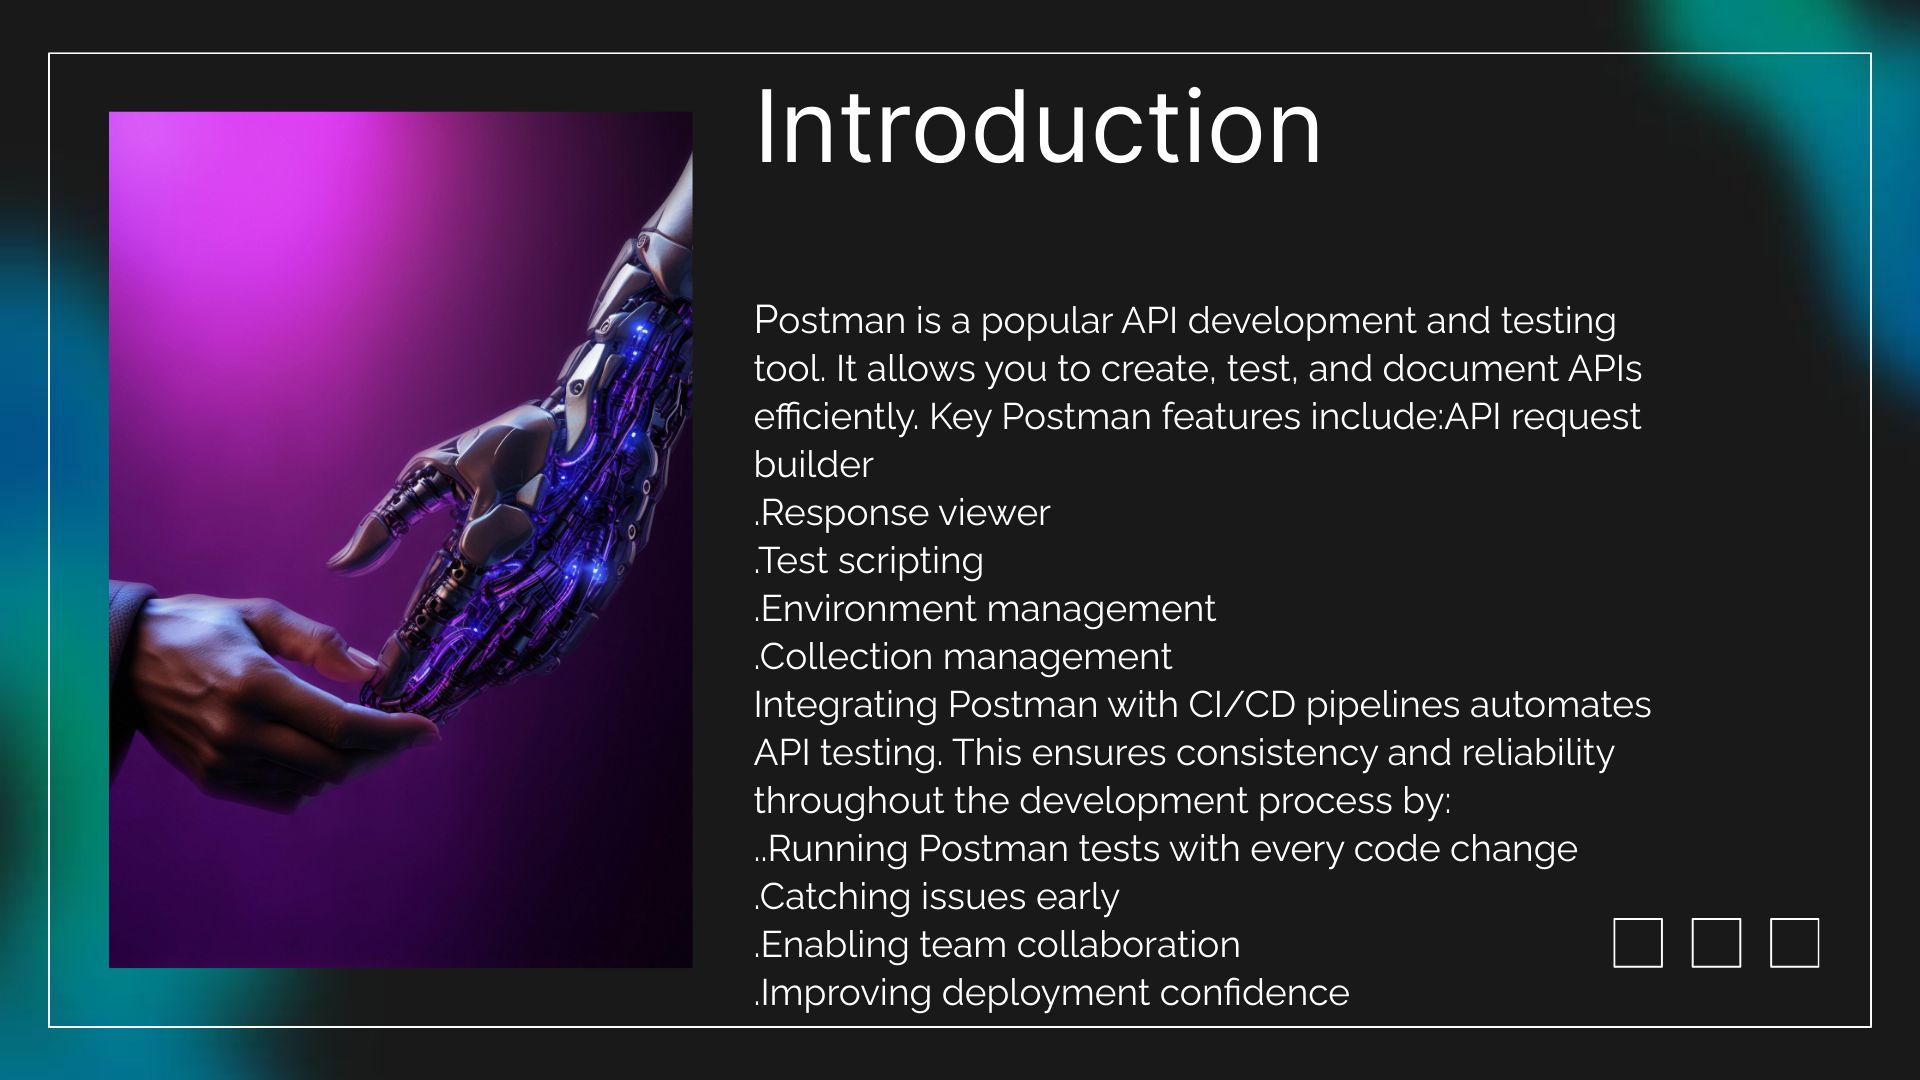 Introduction
Postman is a popular API development and testing
tool. It allows you to create, test, and document APIs
efficiently. Key Postman features include:API request
builder
.Response viewer
.Test scripting
.Environment management
.Collection management
Integrating Postman with CI/CD pipelines automates
API testing. This ensures consistency and reliability
throughout the development process by:
..Running Postman tests with every code change
.Catching issues early
.Enabling team collaboration
.Improving deployment confidence